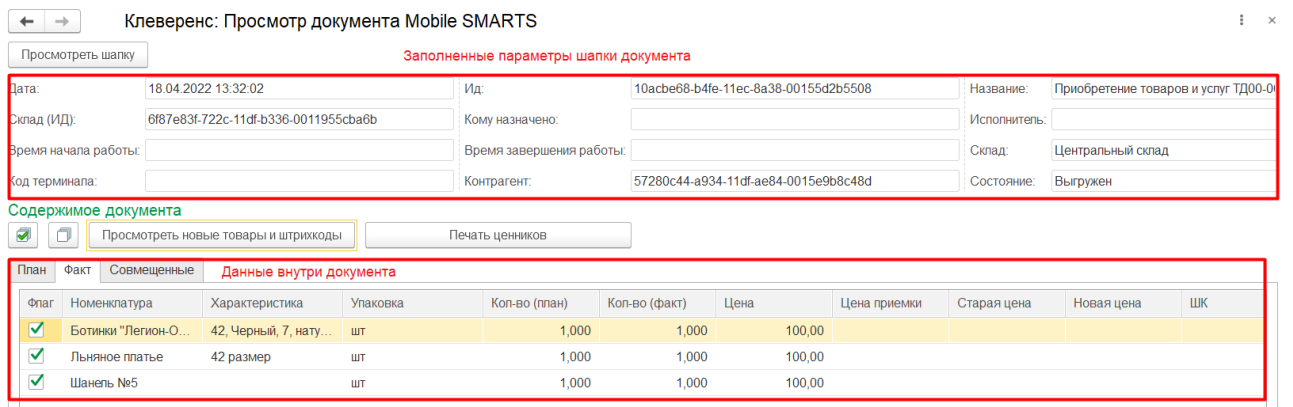 Клеверенс: Просмотр документа Mobile SMARTS
Просмотреть шапку Заполненные параметры шапки документа
Дата: 18.04.2022 13:32:02 Ид: 10acbe68-b4fe-11ec-8a38-00155d2b5508 Название: Приобретение товаров и услуг ТД00-0
Склад (ИД): 6f87e83f-722c-11df-b336-0011955cba6b Кому назначено: Исполнитель:
Время начала работы: Время завершения работы: Склад: Центральный склад
Код терминала: Контрагент: 57280c44-a934-11df-ae84-0015e9b8c48d Состояние: Выгружен
Содержимое документа
Просмотреть новые товары и штрихкоды Печать ценников
План Факт Совмещенные Данные внутри документа
Флаг Номенклатура Характеристика Упаковка Кол-во (план) Кол-во (факт) Цена Цена приемки Старая цена Новая цена ШК
Ботинки "Легион-О... 42, Черный, 7, нату... шт 1,000 1,000 100,00
Льняное платье 42 размер шт 1,000 1,000 100,00
Шанель №5 шт 1,000 1,000 100,00